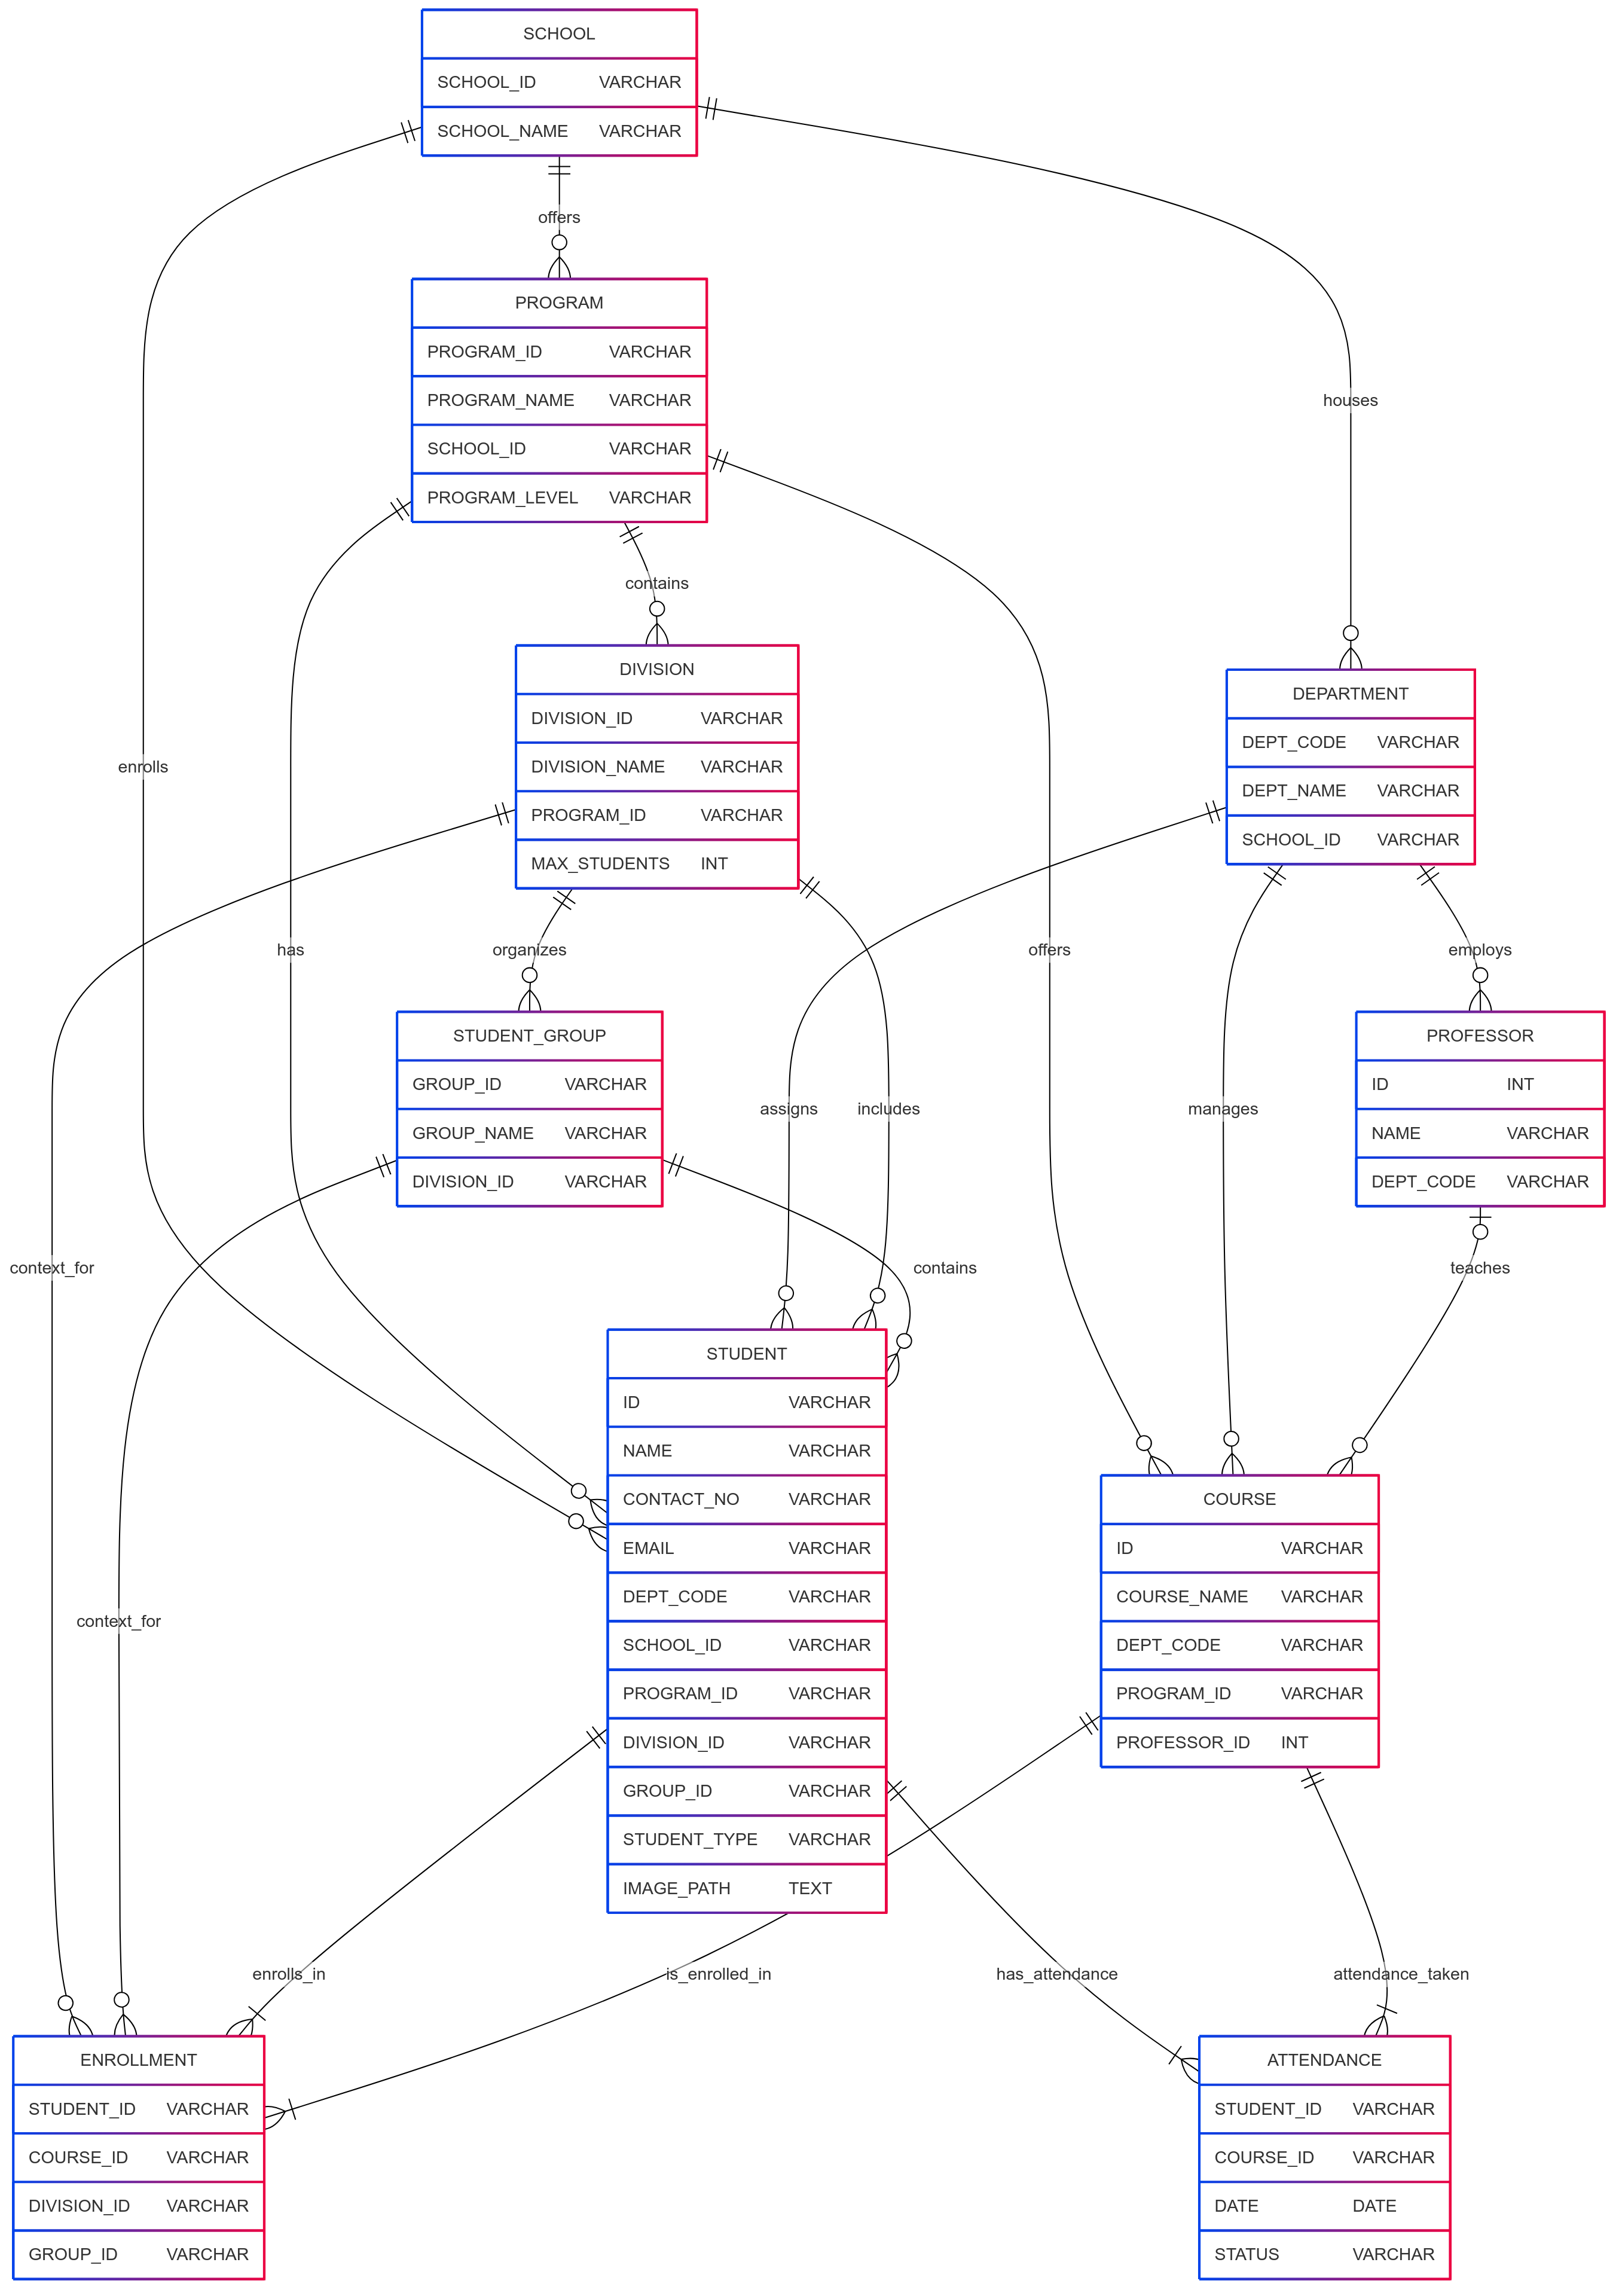 SCHOOL
SCHOOL_ID VARCHAR
SCHOOL_NAME VARCHAR
offers
PROGRAM
PROGRAM_ID VARCHAR
PROGRAM_NAME VARCHAR
houses
SCHOOL_ID VARCHAR
PROGRAM_LEVEL VARCHAR
contains
DIVISION
DIVISION_ID VARCHAR
DIVISION_NAME VARCHAR
PROGRAM_ID VARCHAR
MAX_STUDENTS INT
DEPARTMENT
DEPT_CODE VARCHAR
DEPT_NAME VARCHAR
SCHOOL_ID VARCHAR
enrolls
has
organizes
offers
employs
STUDENT_GROUP
GROUP_ID VARCHAR
GROUP_NAME VARCHAR
DIVISION_ID VARCHAR
assigns
includes
manages
PROFESSOR
ID INT
NAME VARCHAR
DEPT_CODE VARCHAR
context_for
contains
teaches
STUDENT
ID VARCHAR
NAME VARCHAR
CONTACT_NO VARCHAR
EMAIL VARCHAR
DEPT_CODE VARCHAR
SCHOOL_ID VARCHAR
PROGRAM_ID VARCHAR
DIVISION_ID VARCHAR
GROUP_ID VARCHAR
STUDENT_TYPE VARCHAR
IMAGE_PATH TEXT
COURSE
ID VARCHAR
COURSE_NAME VARCHAR
DEPT_CODE VARCHAR
PROGRAM_ID VARCHAR
PROFESSOR_ID INT
context_for
enrolls_in
is_enrolled_in
has_attendance
attendance_taken
ENROLLMENT
STUDENT_ID VARCHAR
COURSE_ID VARCHAR
DIVISION_ID VARCHAR
GROUP_ID VARCHAR
ATTENDANCE
STUDENT_ID VARCHAR
COURSE_ID VARCHAR
DATE DATE
STATUS VARCHAR